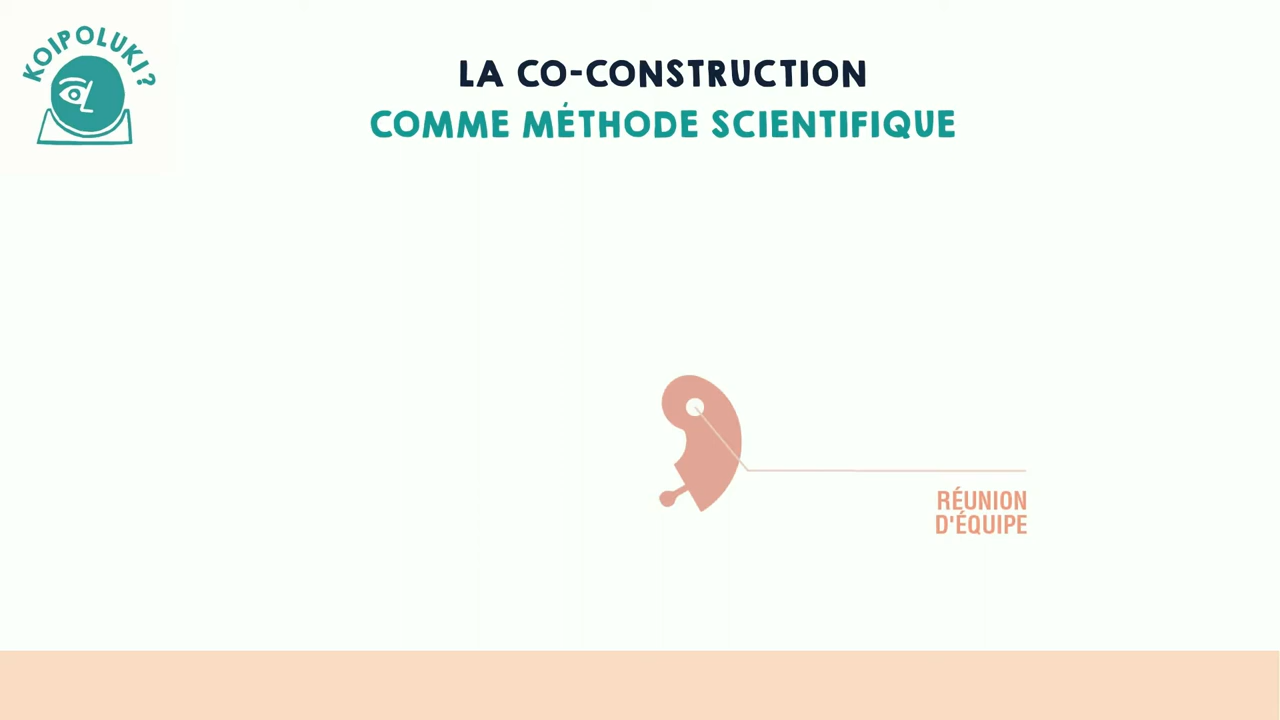 KOIPOLUKI?
LA CO-CONSTRUCTION
COMME MÉTHODE SCIENTIFIQUE
RÉUNION
D'ÉQUIPE